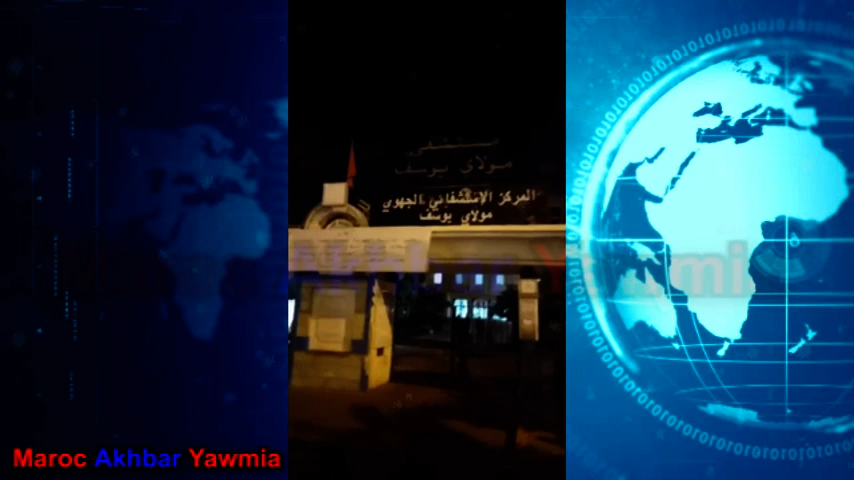 مستشفى
مولاي يوسف
المركز الإستشفائي الجهوي
مولاي يوسف
Maroc Akhbar Yawmia